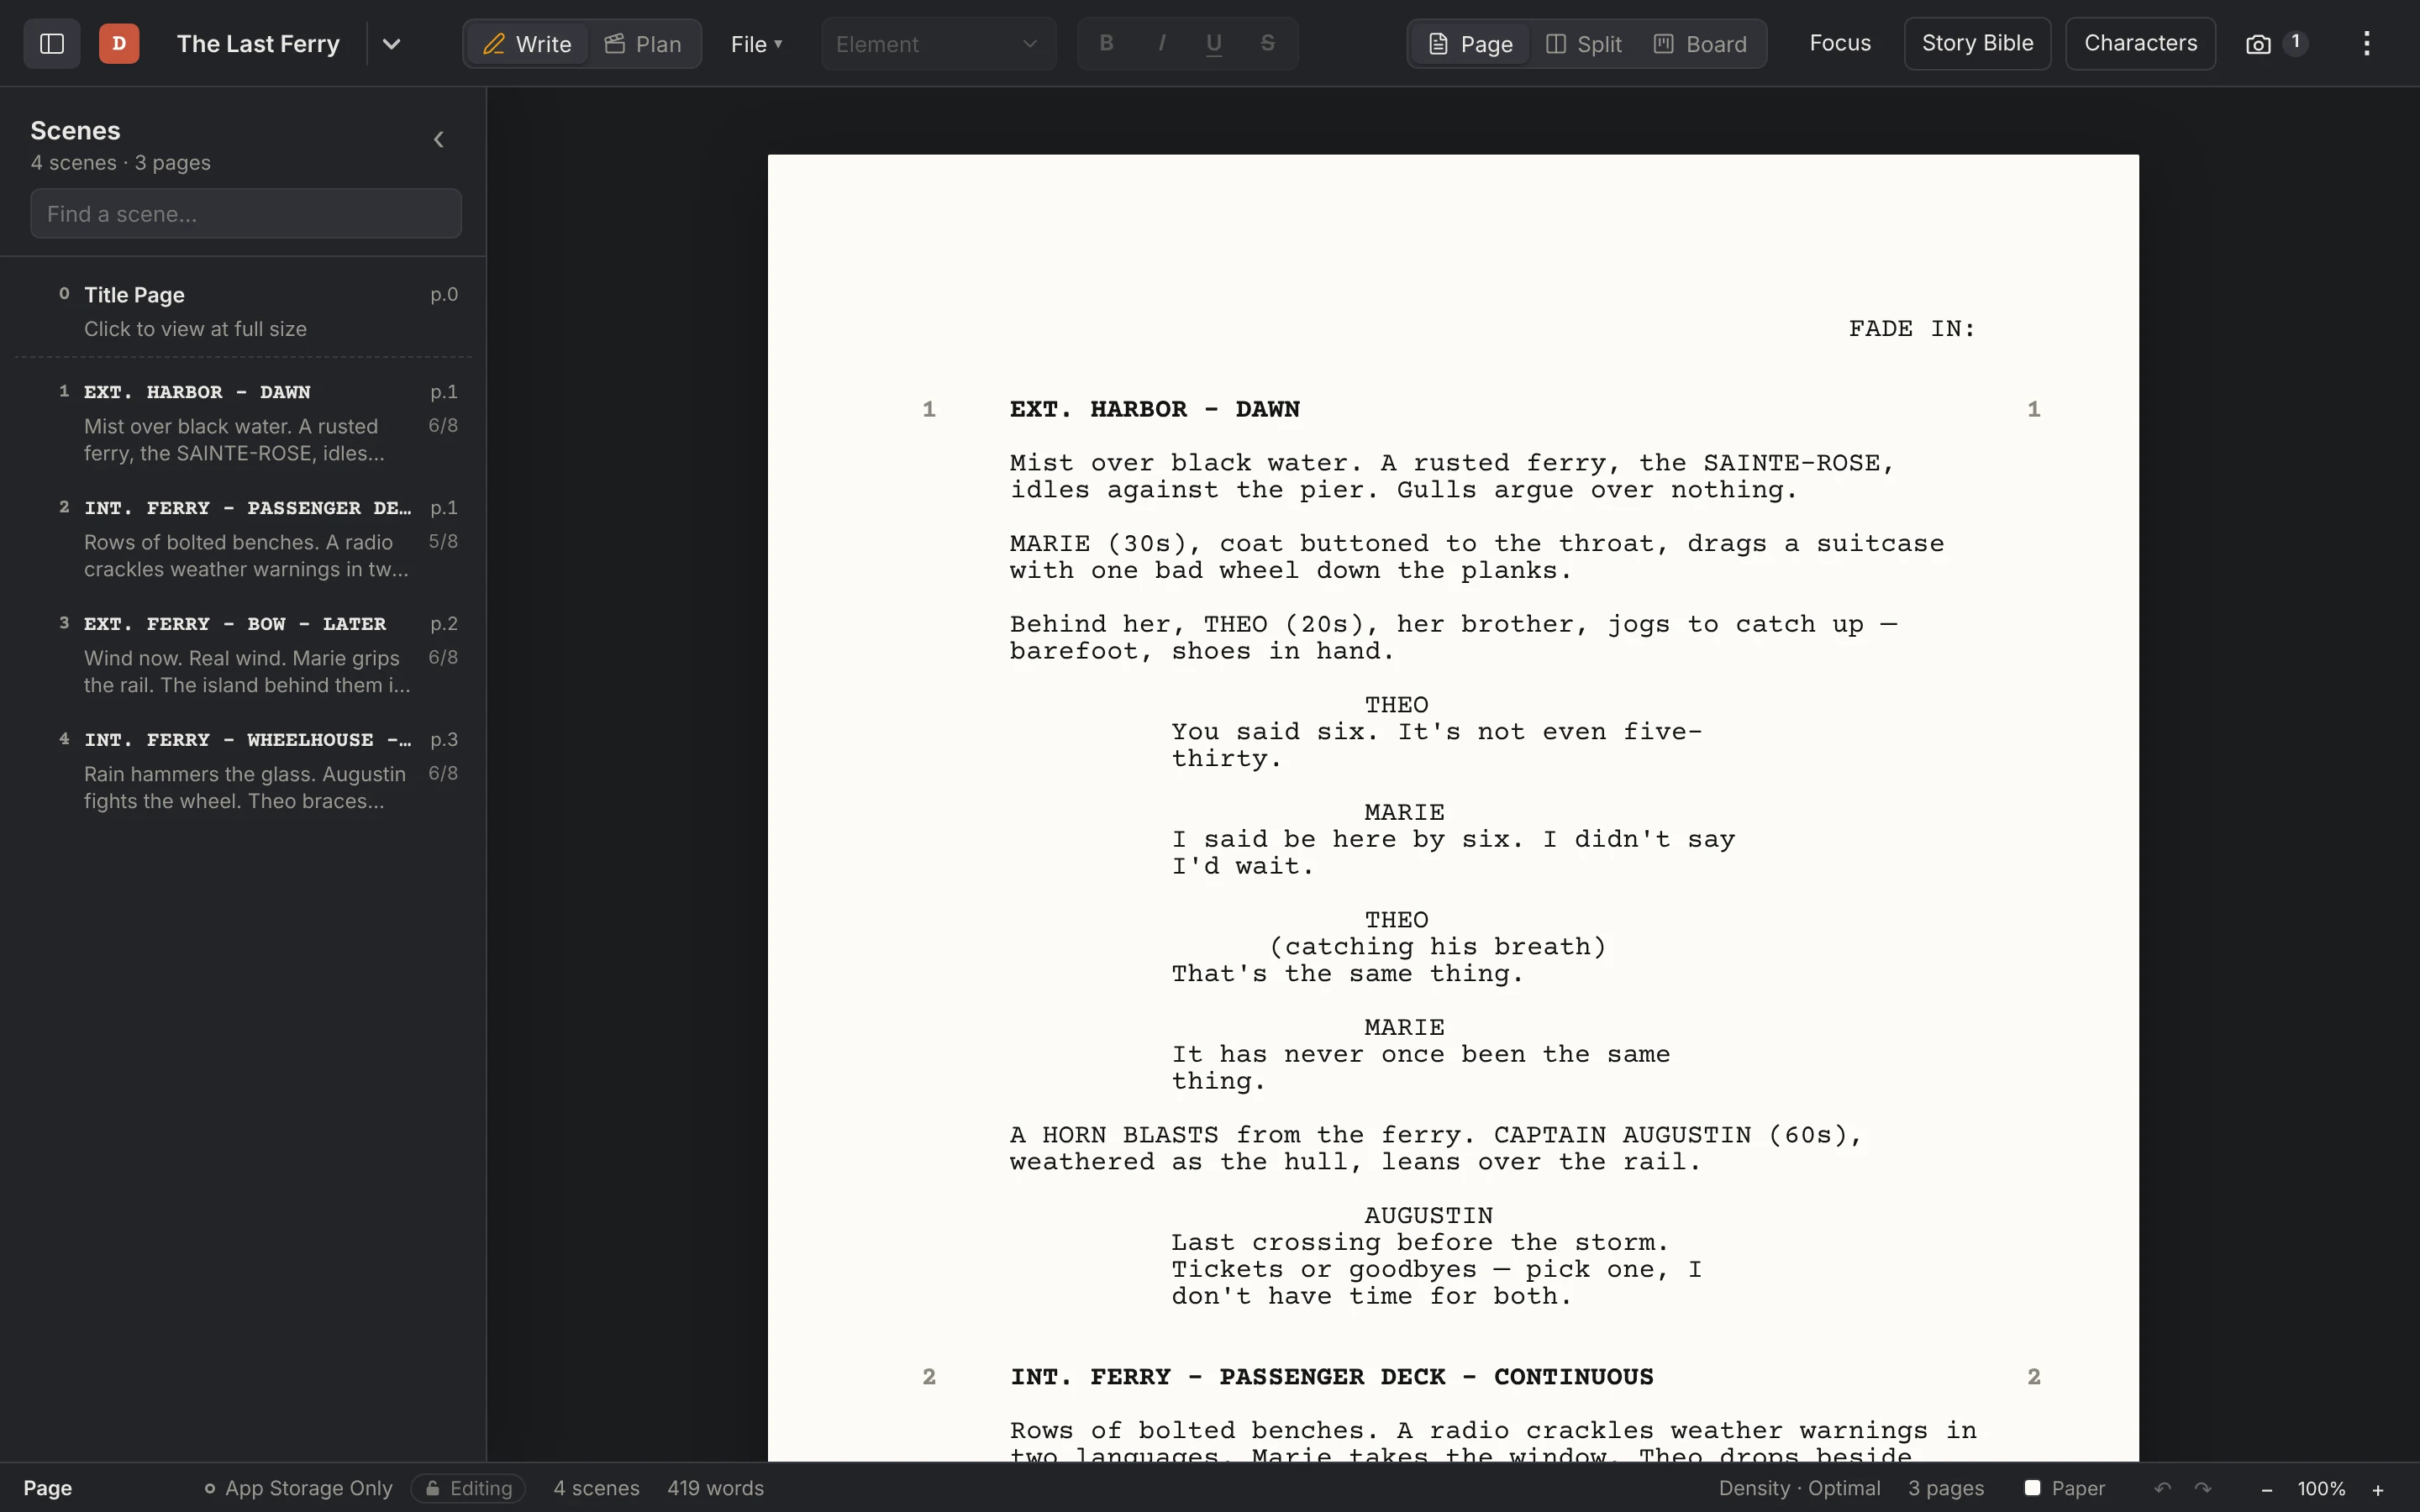 D
The Last Ferry
Write
Plan
File
Element
B I U S
Page
Split
Board
Focus
Story Bible
Characters
1
Scenes
4 scenes · 3 pages
Find a scene...
0 Title Page p.0
Click to view at full size
1 EXT. HARBOR - DAWN p.1
Mist over black water. A rusted 6/8
ferry, the SAINTE-ROSE, idles...
2 INT. FERRY - PASSENGER DE... p.1
Rows of bolted benches. A radio 5/8
crackles weather warnings in tw...
3 EXT. FERRY - BOW - LATER p.2
Wind now. Real wind. Marie grips 6/8
the rail. The island behind them i...
4 INT. FERRY - WHEELHOUSE -... p.3
Rain hammers the glass. Augustin 6/8
fights the wheel. Theo braces...
FADE IN:
1 EXT. HARBOR - DAWN 1
Mist over black water. A rusted ferry, the SAINTE-ROSE,
idles against the pier. Gulls argue over nothing.
MARIE (30s), coat buttoned to the throat, drags a suitcase
with one bad wheel down the planks.
Behind her, THEO (20s), her brother, jogs to catch up —
barefoot, shoes in hand.
THEO
You said six. It's not even five-
thirty.
MARIE
I said be here by six. I didn't say
I'd wait.
THEO
(catching his breath)
That's the same thing.
MARIE
It has never once been the same
thing.
A HORN BLASTS from the ferry. CAPTAIN AUGUSTIN (60s),
weathered as the hull, leans over the rail.
AUGUSTIN
Last crossing before the storm.
Tickets or goodbyes — pick one, I
don't have time for both.
2 INT. FERRY - PASSENGER DECK - CONTINUOUS 2
Rows of bolted benches. A radio crackles weather warnings in
two languages. Marie takes the window. Theo drops beside
Page
App Storage Only
Editing
4 scenes
419 words
Density · Optimal
3 pages
Paper
- 100% +